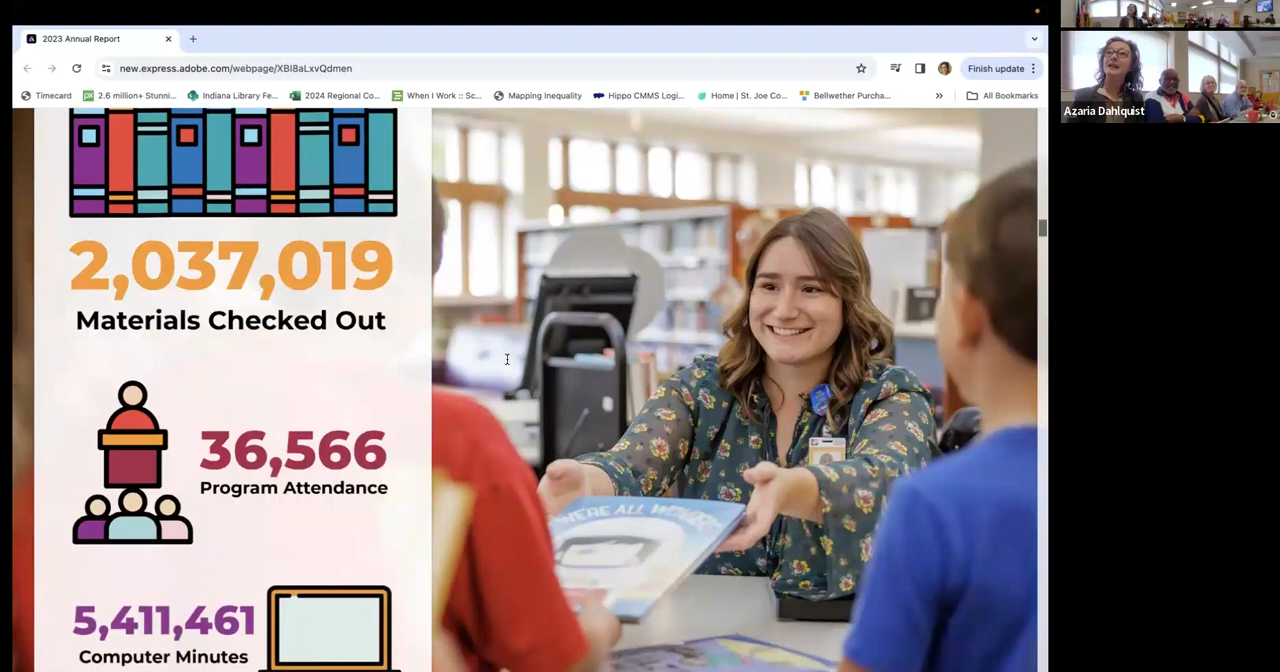 2023 Annual Report
new.express.adobe.com/webpage/XBI8aLxvQdmen
Finish update
Timecard
2.6 million+ Stunni...
Indiana Library Fe...
2024 Regional Co...
When I Work :: Sc...
Mapping Inequality
Hippo CMMS Logi...
Home | St. Joe Co...
Bellwether Purcha...
»
All Bookmarks
Azaria Dahlquist
2,037,019
Materials Checked Out
36,566
Program Attendance
5,411,461
Computer Minutes
WE'RE ALL WONDERS